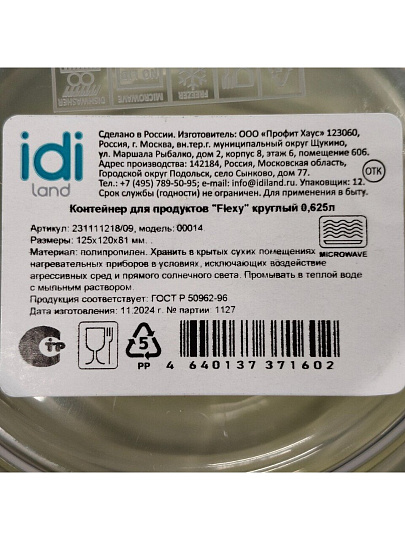 DISHWASHER
MICROWAVE
FREEZER
idi
land
Сделано в России. Изготовитель: ООО «Профит Хаус» 123060,
Россия, г. Москва, вн.тер.г. муниципальный округ Щукино,
ул. Маршала Рыбалко, дом 2, корпус 8, этаж 6, помещение 606.
Адрес производства: 142184, Россия, Московская область,
Городской округ Подольск, село Сынково, дом 77.
Тел.: +7 (495) 789-50-95; e-mail: info@idiland.ru. Упаковщик: 12.
Срок службы (годности) не ограничен. Для применения в быту.
ОТК
Контейнер для продуктов "Flexy" круглый 0,625л
Артикул: 231111218/09, модель: 00014
Размеры: 125х120х81 мм.
Материал: полипропилен. Хранить в крытых сухих помещениях
нагревательных приборов в условиях, исключающих воздействие
агрессивных сред и прямого солнечного света. Промывать в теплой воде
с мыльным раствором.
MICROWAVE
Продукция соответствует: ГОСТ Р 50962-96
Дата изготовления: 11.2024 г. № партии: 1127
5
PP
4 640137 371602